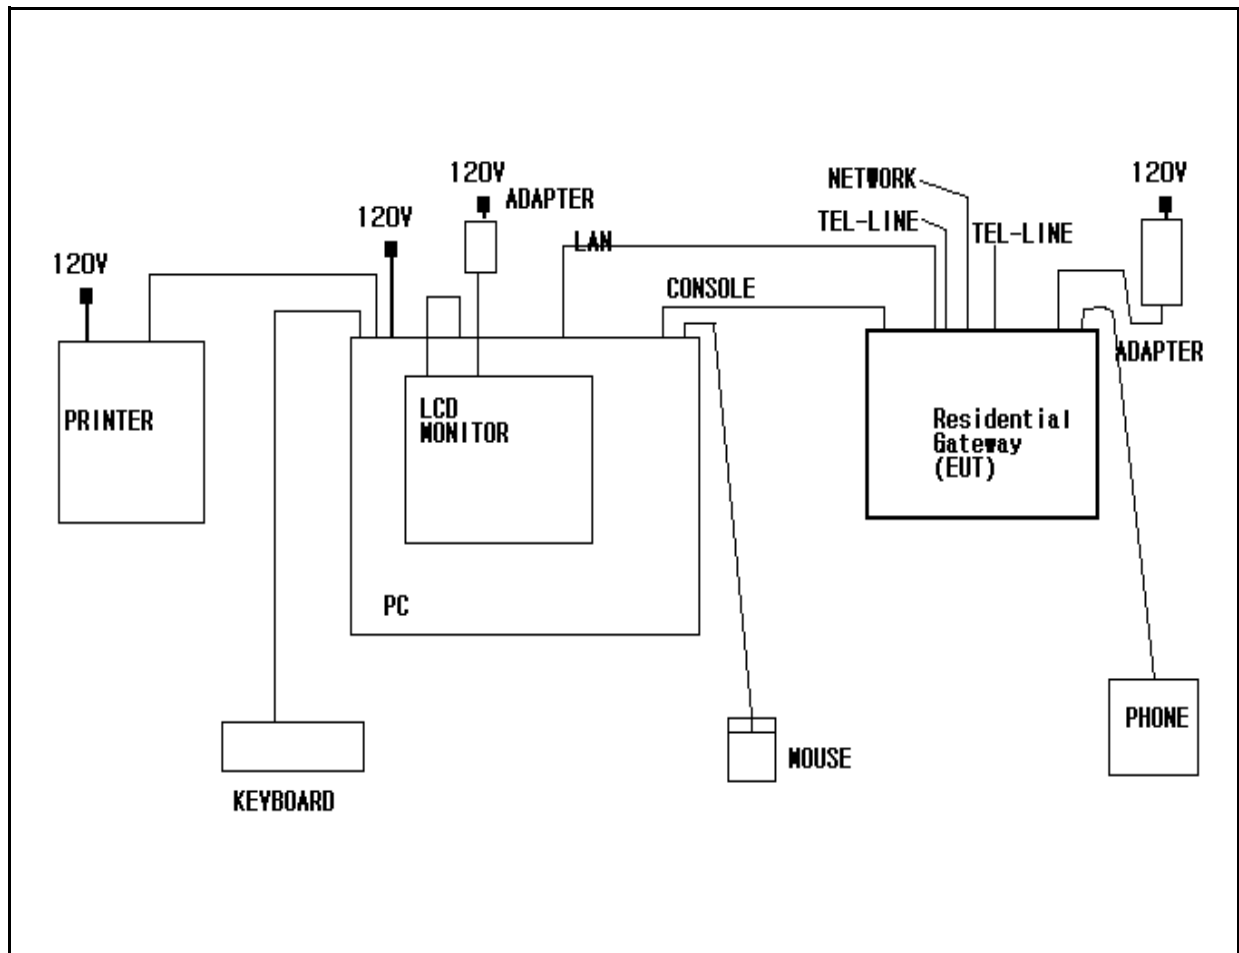 120V
120V
NETWORK
120V
ADAPTER
120V
TEL-LINE
TEL-LINE
LAN
120V
CONSOLE
ADAPTER
PRINTER
LCD
MONITOR
Residential
Gateway
(EUT)
PC
PHONE
MOUSE
KEYBOARD